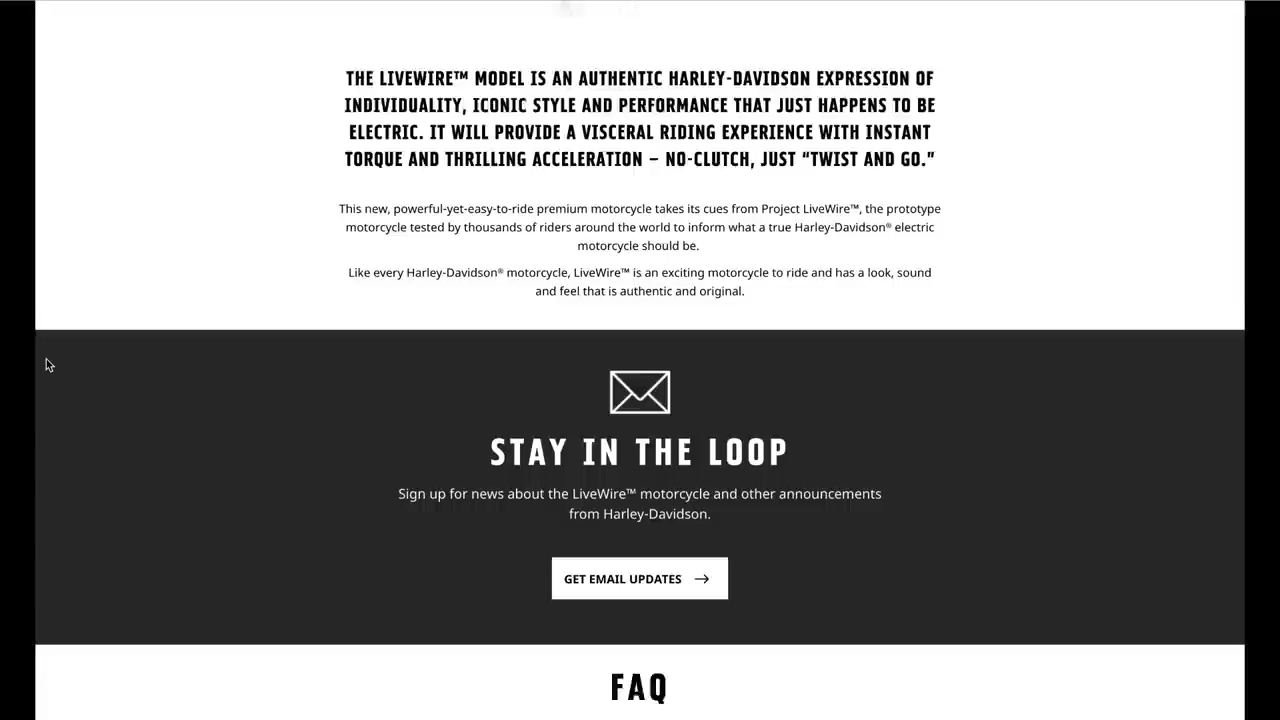 THE LIVEWIRE™ MODEL IS AN AUTHENTIC HARLEY-DAVIDSON EXPRESSION OF
INDIVIDUALITY, ICONIC STYLE AND PERFORMANCE THAT JUST HAPPENS TO BE
ELECTRIC. IT WILL PROVIDE A VISCERAL RIDING EXPERIENCE WITH INSTANT
TORQUE AND THRILLING ACCELERATION – NO-CLUTCH, JUST “TWIST AND GO.”
This new, powerful-yet-easy-to-ride premium motorcycle takes its cues from Project LiveWire™, the prototype
motorcycle tested by thousands of riders around the world to inform what a true Harley-Davidson® electric
motorcycle should be.
Like every Harley-Davidson® motorcycle, LiveWire™ is an exciting motorcycle to ride and has a look, sound
and feel that is authentic and original.
STAY IN THE LOOP
Sign up for news about the LiveWire™ motorcycle and other announcements
from Harley-Davidson.
GET EMAIL UPDATES →
FAQ